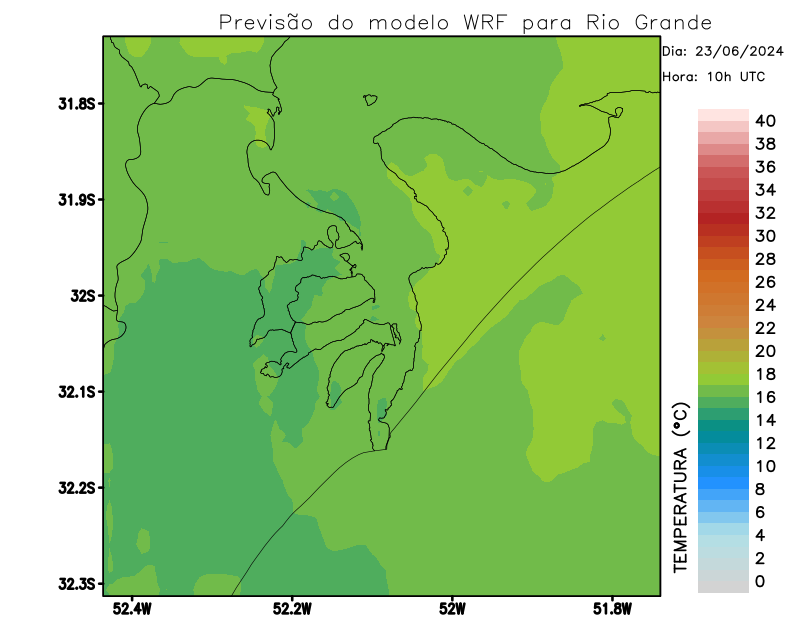 Previsão do modelo WRF para Rio Grande
Dia: 23/06/2024
Hora: 10h UTC
31.8S
31.9S
32S
32.1S
32.2S
32.3S
52.4W
52.2W
52W
51.8W
TEMPERATURA (°C)
40
38
36
34
32
30
28
26
24
22
20
18
16
14
12
10
8
6
4
2
0